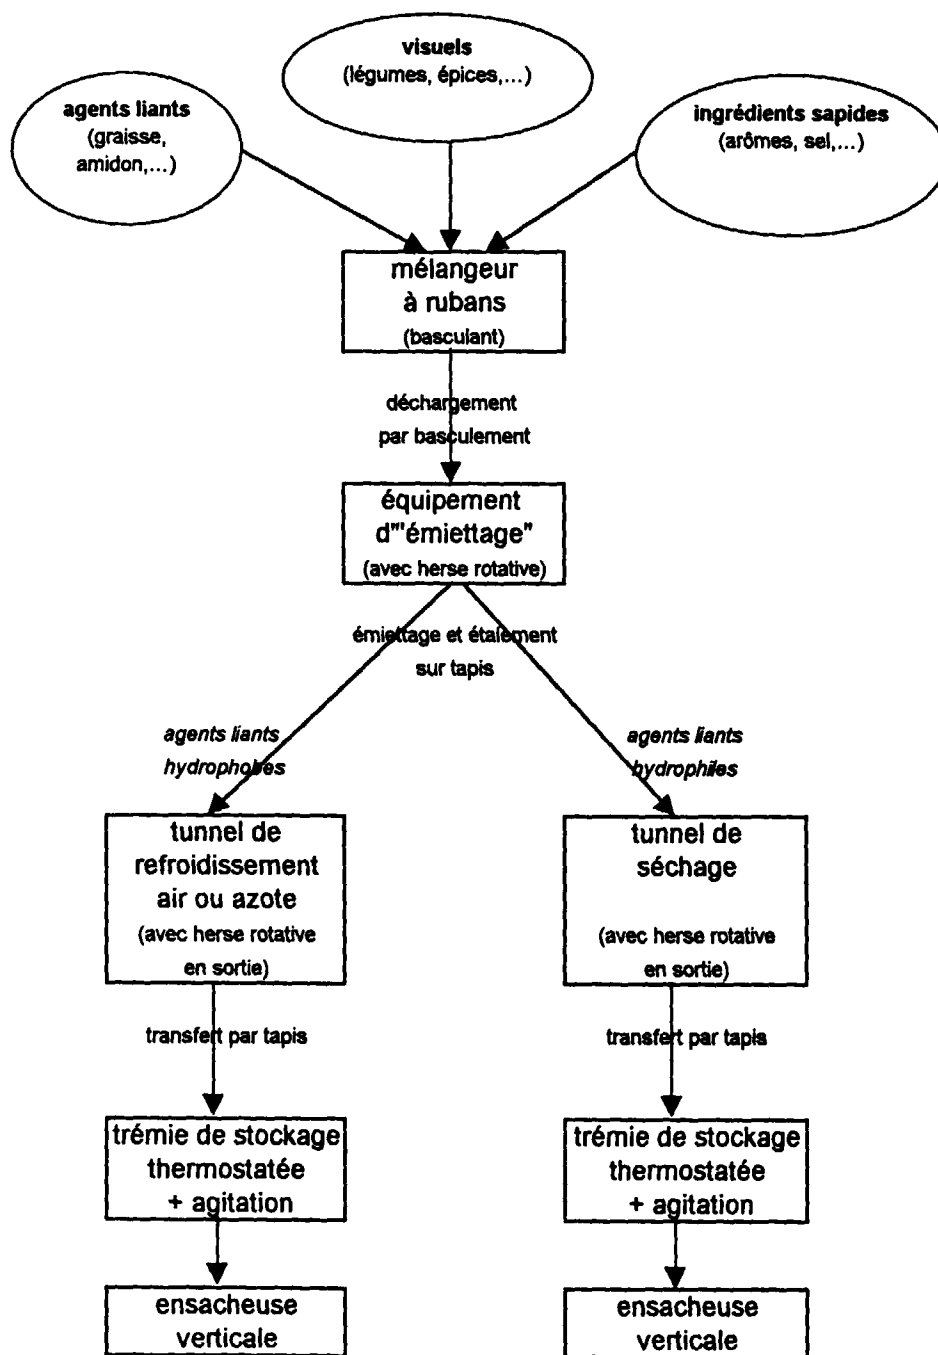 visuels
(légumes, épices,...)
agents liants
(graisse,
amidon,...)
ingrédients sapides
(arômes, sel,...)
mélangeur
à rubans
(basculant)
déchargement
par basculement
équipement
d'"émiettage"
(avec herse rotative)
émiettage et étalement
sur tapis
agents liants
hydrophobes
agents liants
hydrophiles
tunnel de
refroidissement
air ou azote
(avec herse rotative
en sortie)
tunnel de
séchage
(avec herse rotative
en sortie)
transfert par tapis
transfert par tapis
trémie de stockage
thermostatée
+ agitation
trémie de stockage
thermostatée
+ agitation
ensacheuse
verticale
ensacheuse
verticale